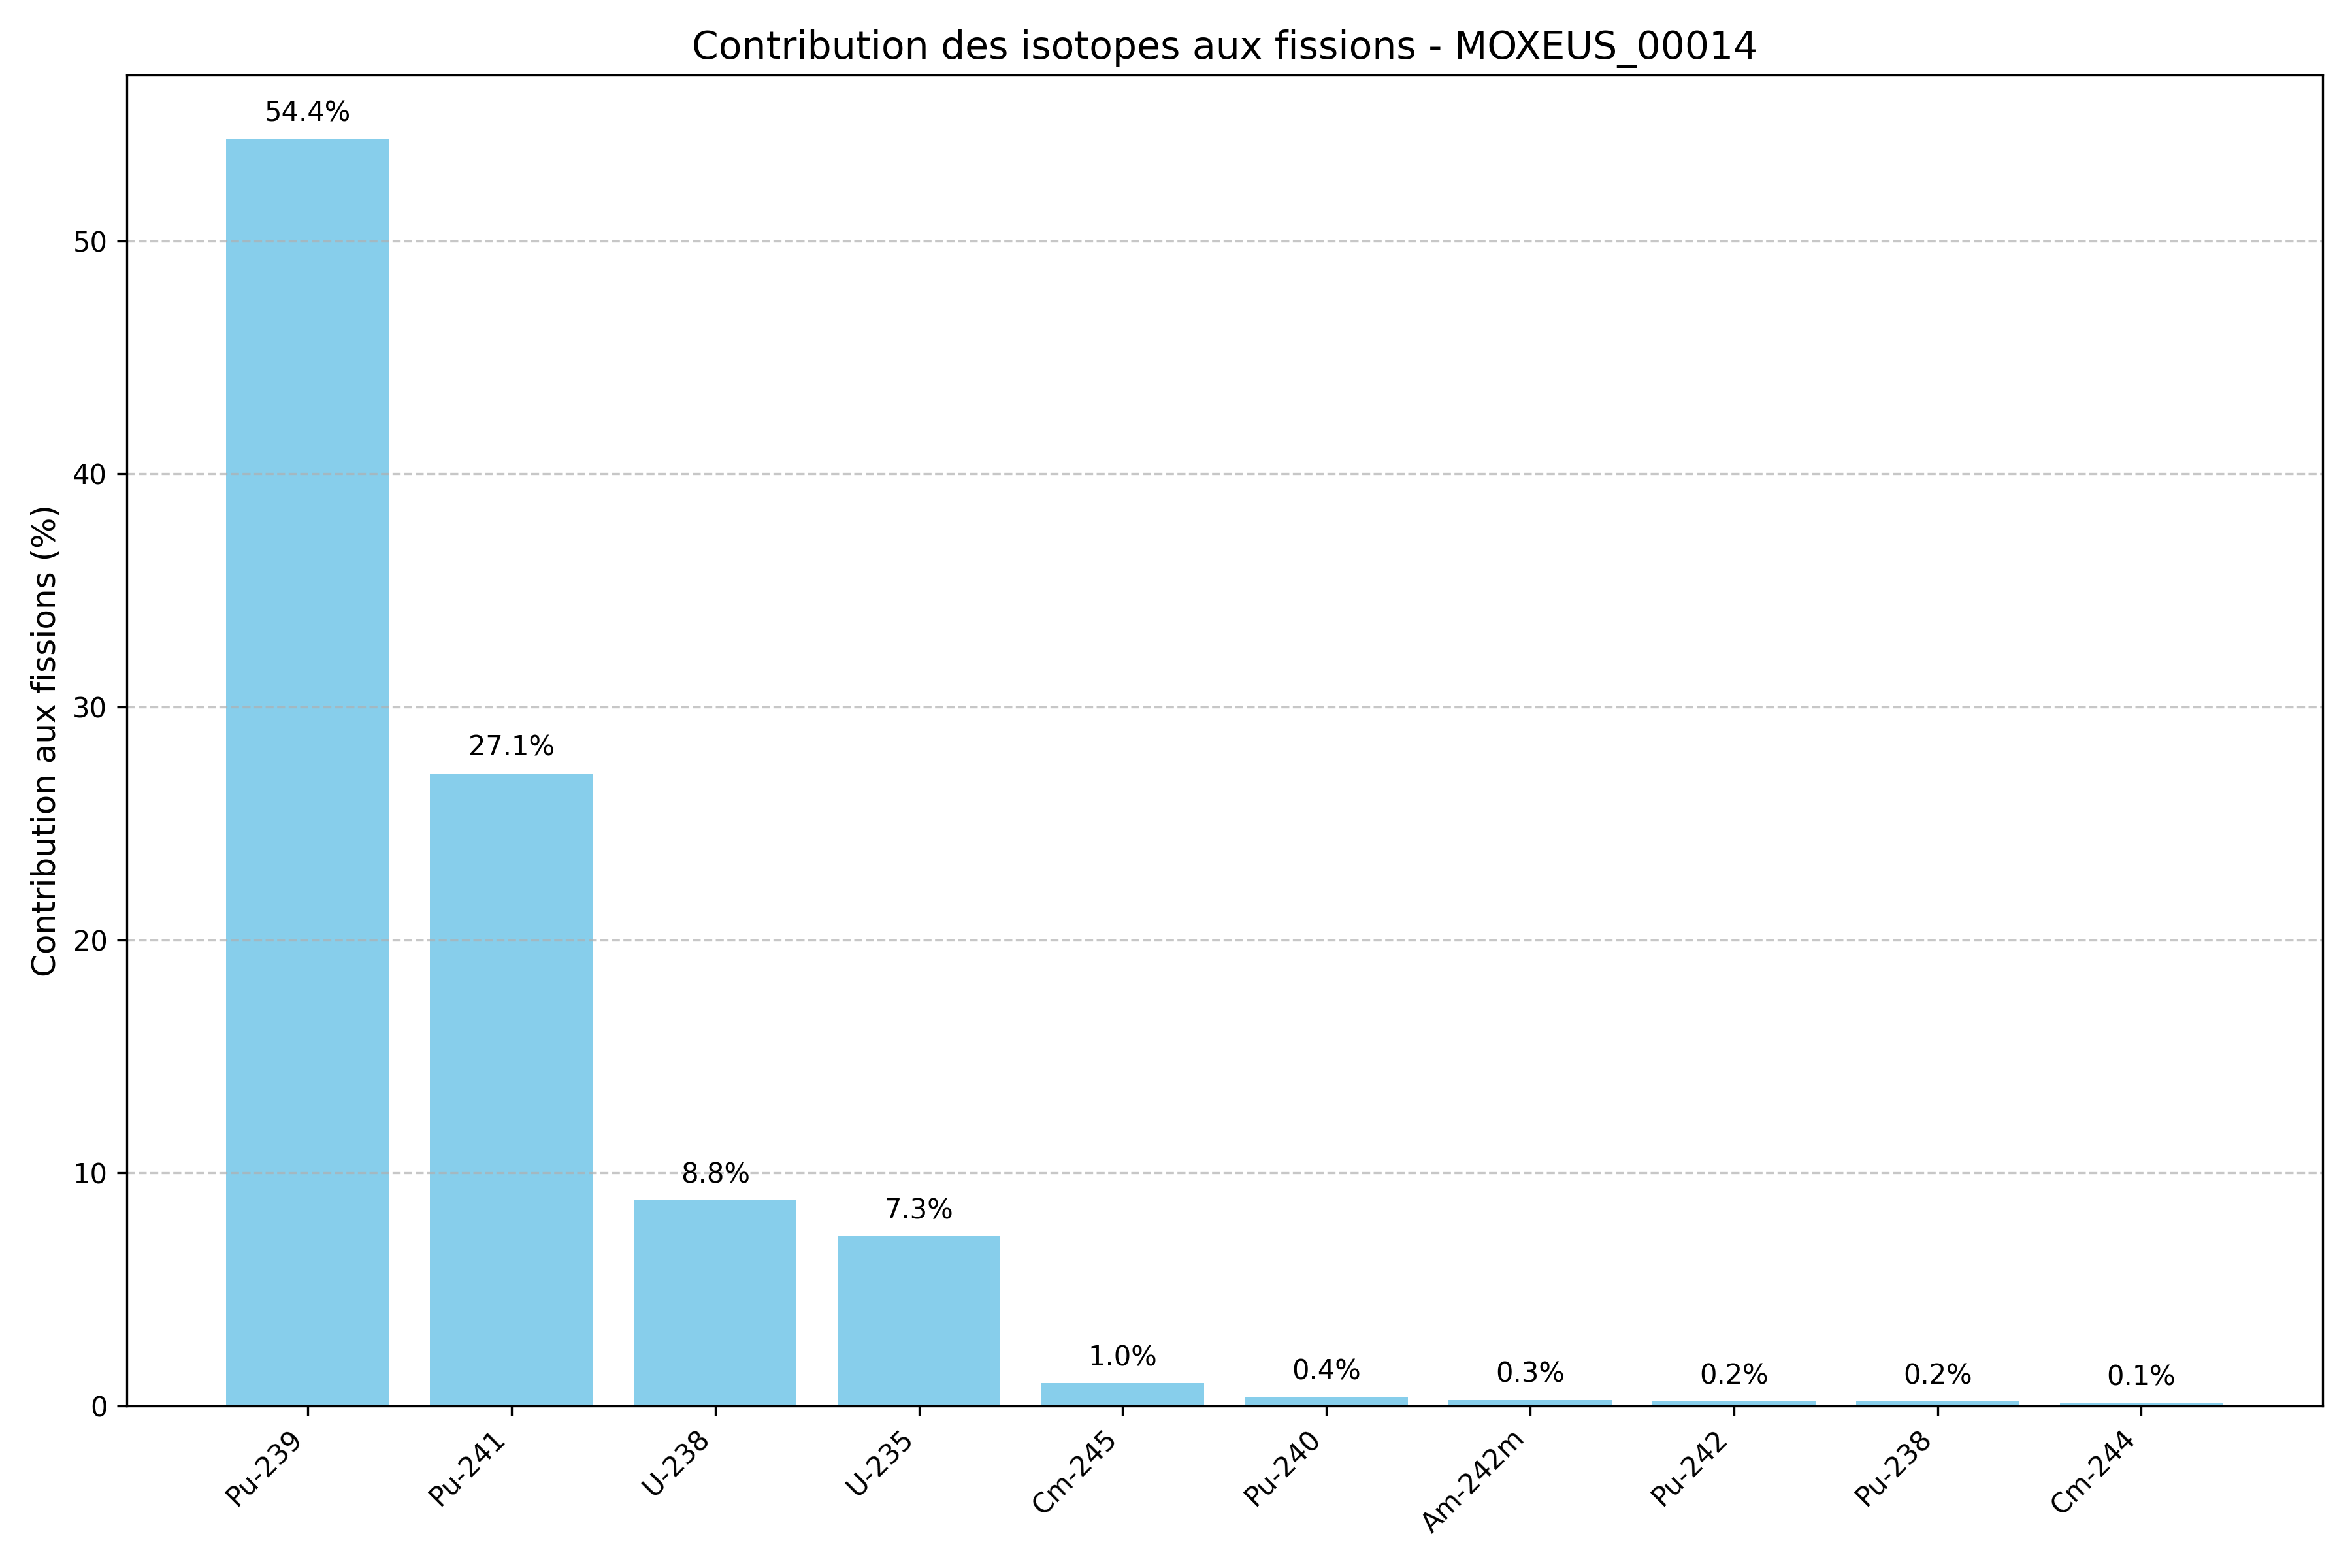 Contribution des isotopes aux fissions - MOXEUS_00014
Contribution aux fissions (%)
50
40
30
20
10
0
54.4%
27.1%
8.8%
7.3%
1.0%
0.4%
0.3%
0.2%
0.2%
0.1%
Pu-239
Pu-241
U-238
U-235
Cm-245
Pu-240
Am-242m
Pu-242
Pu-238
Cm-244